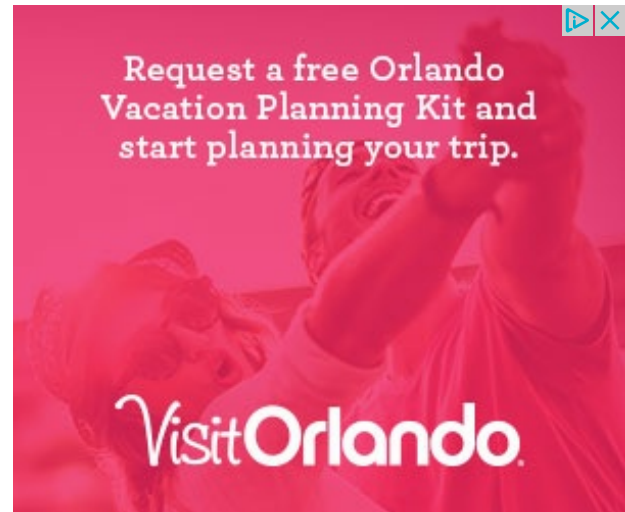 Request a free Orlando
Vacation Planning Kit and
start planning your trip.
VisitOrlando.